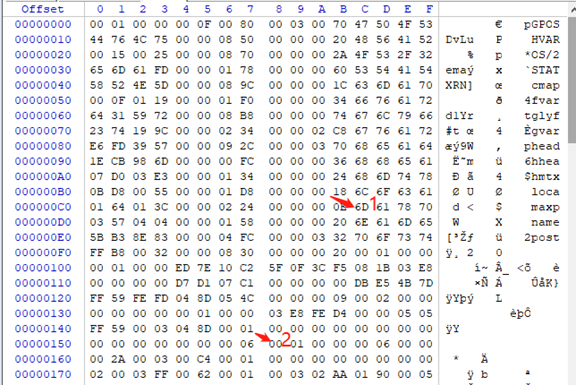 Offset 0 1 2 3 4 5 6 7 8 9 A B C D E F
00000000 00 01 00 00 00 0F 00 80 00 03 00 70 47 50 4F 53 € pGPOS
00000010 44 76 4C 75 00 00 08 50 00 00 00 20 48 56 41 52 DvLu P HVAR
00000020 00 15 00 25 00 00 08 70 00 00 00 2A 4F 53 2F 32 % p *OS/2
00000030 65 6D 61 FD 00 00 01 78 00 00 00 60 53 54 41 54 emaý x `STAT
00000040 58 52 4E 5D 00 00 08 9C 00 00 00 1C 63 6D 61 70 XRN] œ cmap
00000050 00 0F 01 19 00 00 01 F0 00 00 00 34 66 76 61 72 ð 4fvar
00000060 64 31 59 72 00 00 08 B8 00 00 00 74 67 6C 79 66 d1Yr ¸ tglyf
00000070 23 74 19 9C 00 00 02 34 00 00 02 C8 67 76 61 72 #t œ 4 Ègvar
00000080 E6 FD 39 57 00 00 09 2C 00 00 03 70 68 65 61 64 æý9W , phead
00000090 1E CB 98 6D 00 00 00 FC 00 00 00 36 68 68 65 61 Ë˜m ü 6hhea
000000A0 07 D0 03 E3 00 00 01 34 00 00 00 24 68 6D 74 78 Ð ã 4 $hmtx
000000B0 0B D8 00 55 00 00 01 D8 00 00 00 18 6C 6F 63 61 Ø U Ø loca
000000C0 01 64 01 3C 00 00 02 24 00 00 00 0E 6D 61 78 70 d < $ maxp
1
000000D0 03 57 04 04 00 00 01 58 00 00 00 20 6E 61 6D 65 W X name
000000E0 5B B3 8E 83 00 00 04 FC 00 00 03 32 70 6F 73 74 [³Žƒ ü 2post
000000F0 FF B8 00 32 00 00 08 30 00 00 00 20 00 01 00 00 ÿ¸ 2 0
00000100 00 01 00 00 ED 7E 10 C2 5F 0F 3C F5 08 1B 03 E8 í~ Â_ <õ è
00000110 00 00 00 00 D7 D1 07 C1 00 00 00 00 DB E5 4B 7D ×Ñ Á ÛåK}
00000120 FF 59 FE FD 04 8D 05 4C 00 00 00 09 00 02 00 00 ÿYþý L
00000130 00 00 00 00 00 01 00 00 03 E8 FE D4 00 00 05 05 èþÔ
00000140 FF 59 00 03 04 8D 00 01 00 00 00 00 00 00 00 00 ÿY
2
00000150 00 00 00 00 00 00 00 06 00 01 00 00 00 06 00 00
00000160 00 2A 00 03 00 C4 00 01 00 00 00 00 00 00 00 00 * Ä
00000170 02 00 03 FF 00 62 00 01 00 03 02 AA 01 90 00 05 ÿ b ª